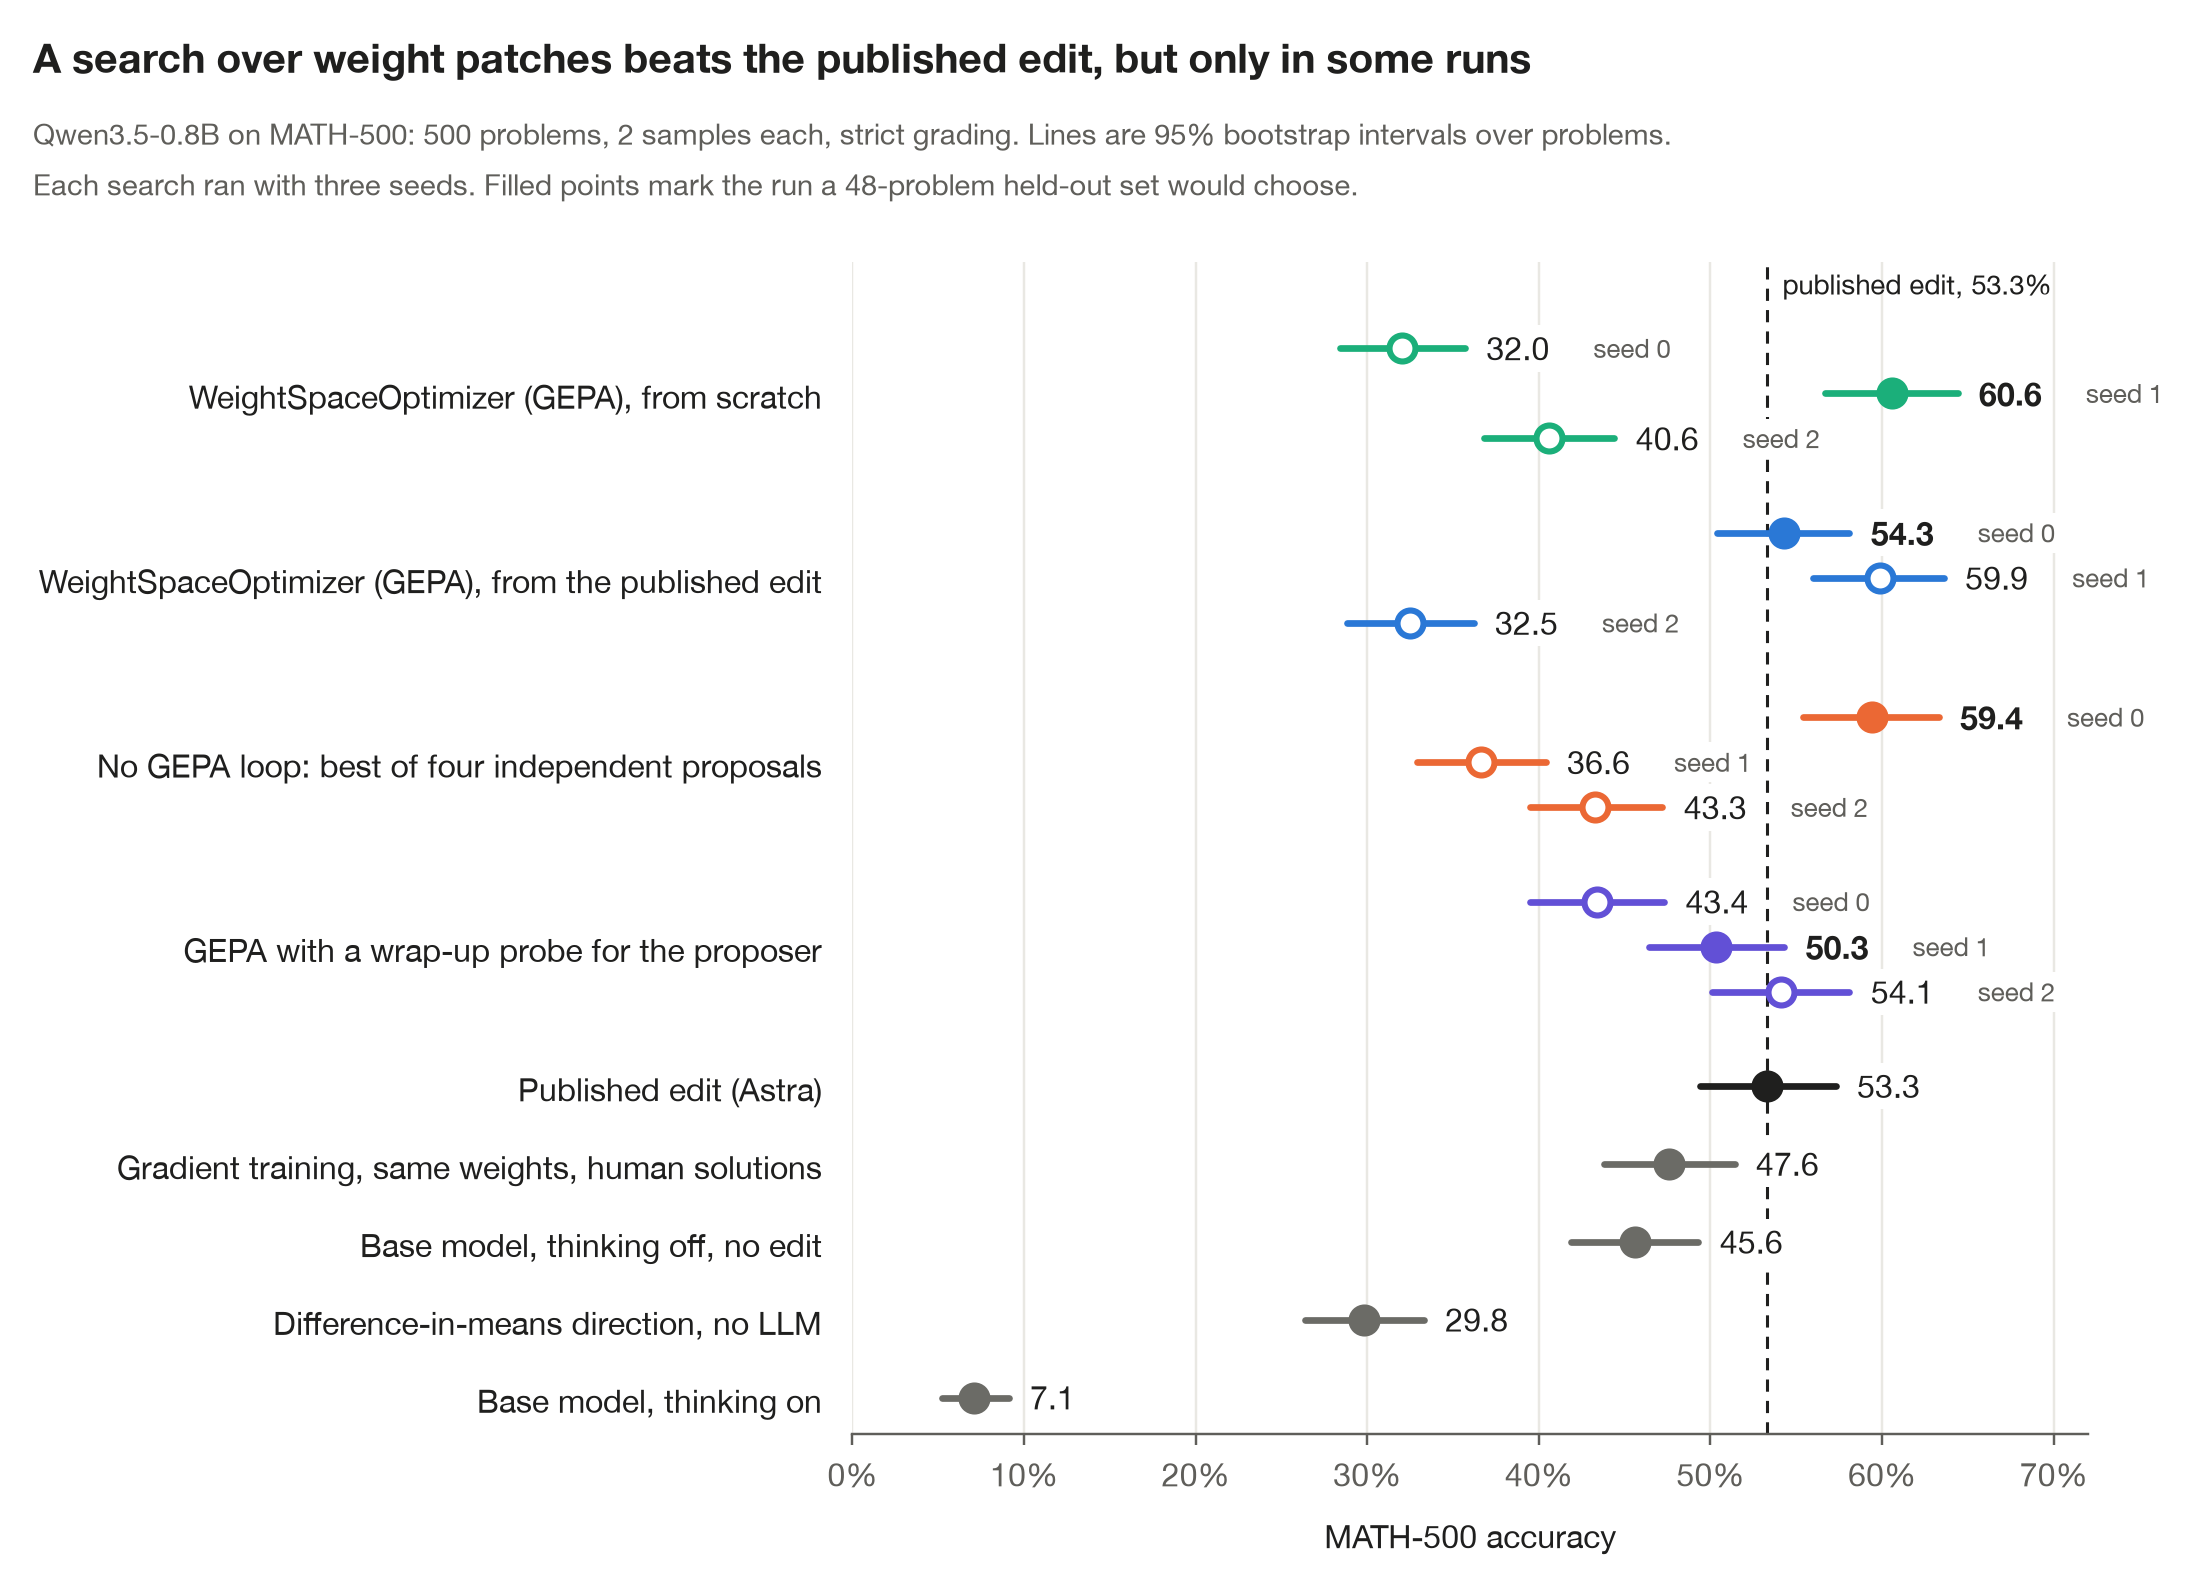 A search over weight patches beats the published edit, but only in some runs
Qwen3.5-0.8B on MATH-500: 500 problems, 2 samples each, strict grading. Lines are 95% bootstrap intervals over problems.
Each search ran with three seeds. Filled points mark the run a 48-problem held-out set would choose.
published edit, 53.3%
32.0 seed 0
WeightSpaceOptimizer (GEPA), from scratch
60.6 seed 1
40.6 seed 2
54.3 seed 0
WeightSpaceOptimizer (GEPA), from the published edit
59.9 seed 1
32.5 seed 2
59.4 seed 0
No GEPA loop: best of four independent proposals
36.6 seed 1
43.3 seed 2
43.4 seed 0
GEPA with a wrap-up probe for the proposer
50.3 seed 1
54.1 seed 2
Published edit (Astra) 53.3
Gradient training, same weights, human solutions 47.6
Base model, thinking off, no edit 45.6
Difference-in-means direction, no LLM 29.8
Base model, thinking on 7.1
0% 10% 20% 30% 40% 50% 60% 70%
MATH-500 accuracy